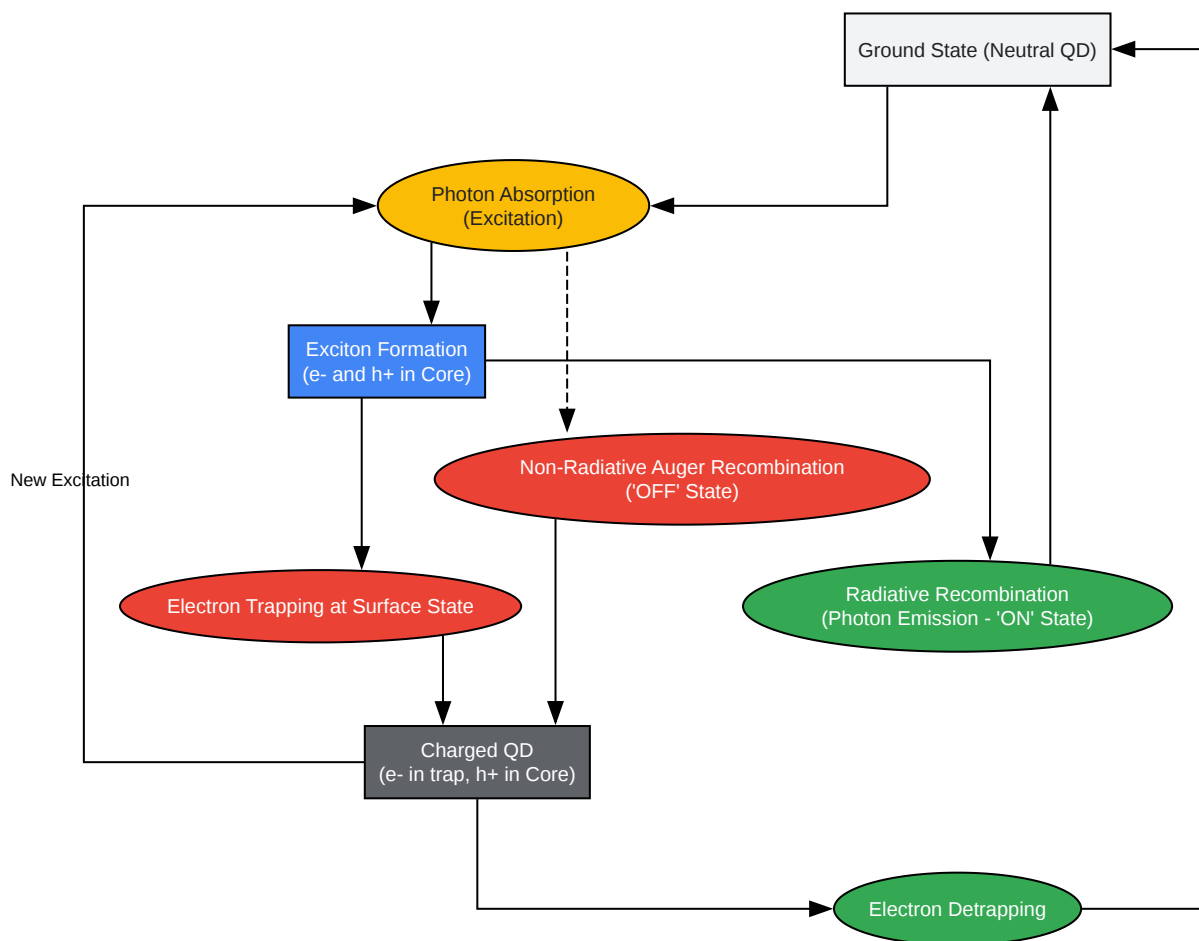 Ground State (Neutral QD)
Photon Absorption
(Excitation)
Exciton Formation
(e- and h+ in Core)
New Excitation
Non-Radiative Auger Recombination
('OFF' State)
Electron Trapping at Surface State
Radiative Recombination
(Photon Emission - 'ON' State)
Charged QD
(e- in trap, h+ in Core)
Electron Detrapping